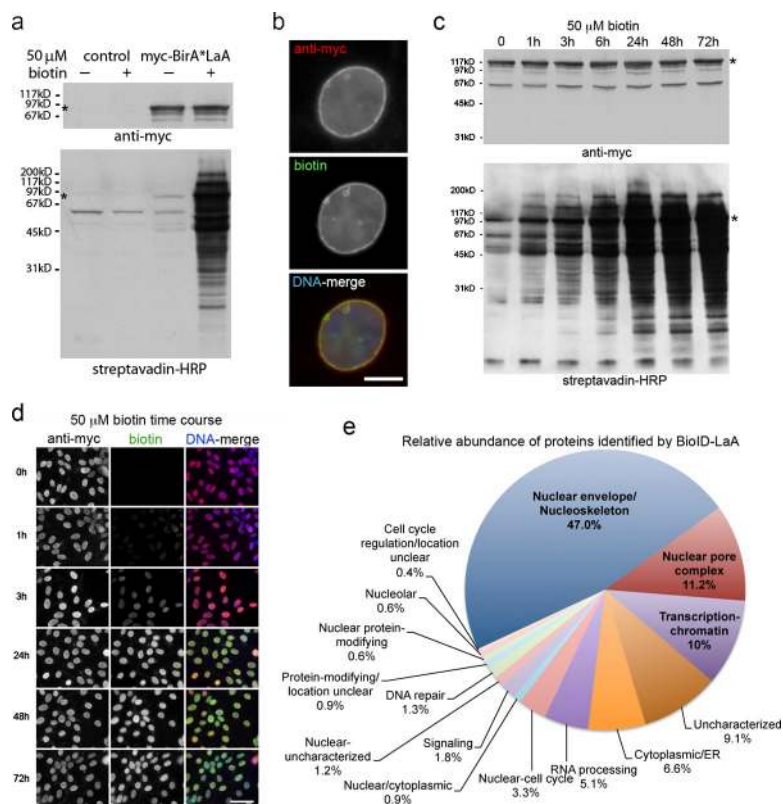 a
50 µM
biotin
control
myc-BirA*LaA
– + – +
117kD
97kD
67kD
*
anti-myc
200kD
117kD
97kD
67kD
45kD
31kD
*
streptavadin-HRP
b
anti-myc
biotin
DNA-merge
c
50 µM biotin
0 1h 3h 6h 24h 48h 72h
117kD
97kD
67kD
45kD
31kD
*
anti-myc
200kD
117kD
97kD
67kD
45kD
31kD
*
streptavadin-HRP
d
50 µM biotin time course
anti-myc biotin DNA-merge
0h
1h
3h
24h
48h
72h
e
Relative abundance of proteins identified by BioID-LaA
Nuclear envelope/
Nucleoskeleton
47.0%
Nuclear pore
complex
11.2%
Transcription-
chromatin
10%
Uncharacterized
9.1%
Cytoplasmic/ER
6.6%
RNA processing
5.1%
Nuclear-cell cycle
3.3%
Nuclear/cytoplasmic
0.9%
Signaling
1.8%
Nuclear-
uncharacterized
1.2%
DNA repair
1.3%
Protein-modifying/
location unclear
0.9%
Nuclear protein-
modifying
0.6%
Nucleolar
0.6%
Cell cycle
regulation/location
unclear
0.4%